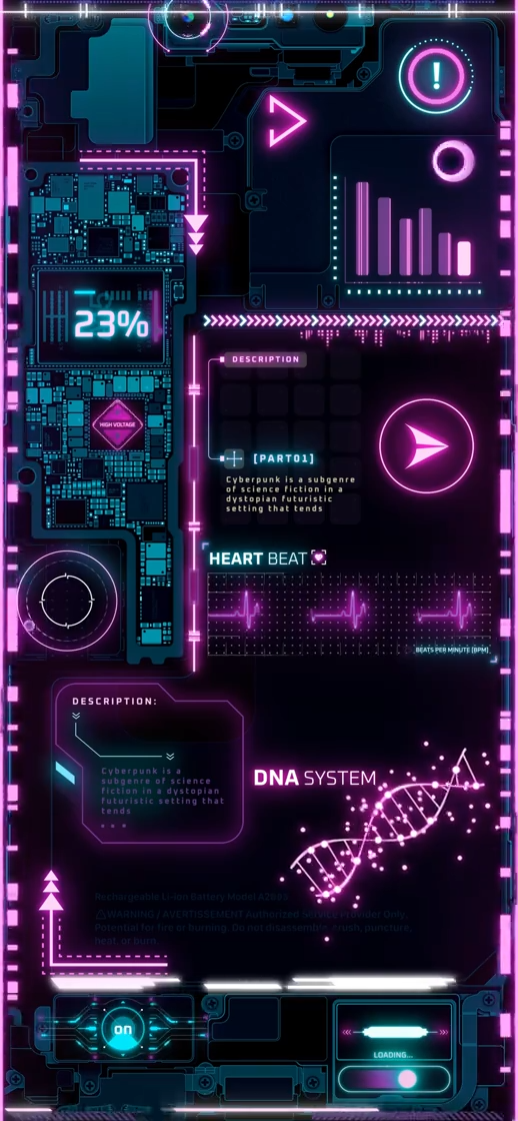 !
23%
HIGH VOLTAGE
DESCRIPTION
[PART01]
Cyberpunk is a subgenre
of science fiction in a
dystopian futuristic
setting that tends
HEART BEAT
BEATS PER MINUTE [BPM]
DESCRIPTION:
Cyberpunk is a
subgenre of science
fiction in a dystopian
futuristic setting that
tends
DNA SYSTEM
Rechargeable Li-ion Battery Model
WARNING / AVERTISSEMENT Authorized Service Provider Only.
Potential for fire or burning. Do not disassemble, crush, puncture,
heat, or burn.
on
LOADING...